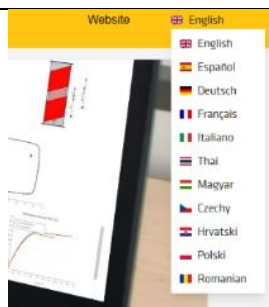 Website English
English
Español
Deutsch
Français
Italiano
Thai
Magyar
Czechy
Hrvatski
Polski
Romanian